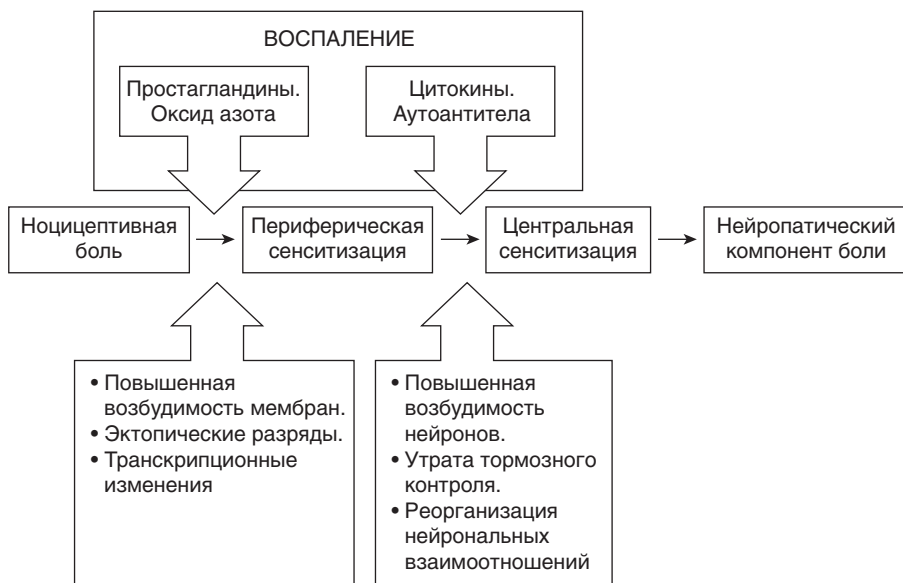 ВОСПАЛЕНИЕ
Простагландины.
Оксид азота
Цитокины.
Аутоантитела
Ноцицептивная
боль
Периферическая
сенситизация
Центральная
сенситизация
Нейропатический
компонент боли
• Повышенная
возбудимость мембран.
• Эктопические разряды.
• Транскрипционные
изменения
• Повышенная
возбудимость
нейронов.
• Утрата тормозного
контроля.
• Реорганизация
нейрональных
взаимоотношений